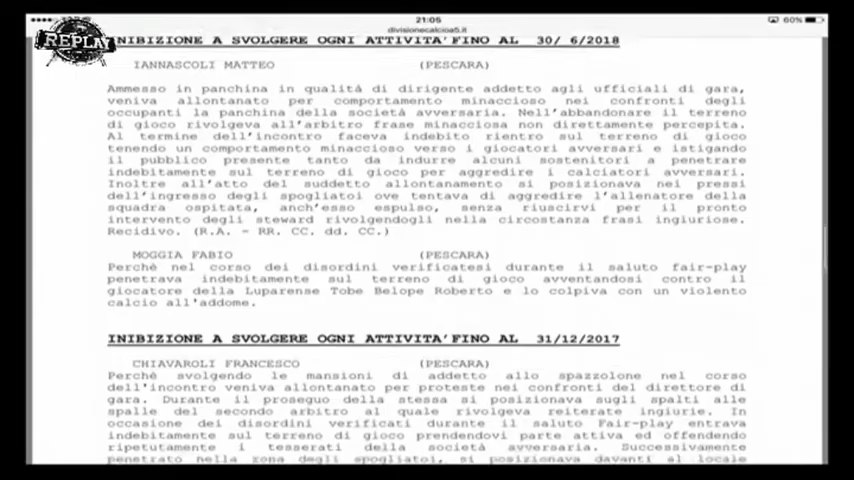 21:05
60%
divisionecalcioa5.it
REPLAY
INIBIZIONE A SVOLGERE OGNI ATTIVITA'FINO AL 30/ 6/2018
IANNASCOLI MATTEO (PESCARA)
Ammesso in panchina in qualità di dirigente addetto agli ufficiali di gara,
veniva allontanato per comportamento minaccioso nei confronti degli
occupanti la panchina della società avversaria. Nell'abbandonare il terreno
di gioco rivolgeva all'arbitro frase minacciosa non direttamente percepita.
Al termine dell'incontro faceva indebito rientro sul terreno di gioco
tenendo un comportamento minaccioso verso i giocatori avversari e istigando
il pubblico presente tanto da indurre alcuni sostenitori a penetrare
indebitamente sul terreno di gioco per aggredire i calciatori avversari.
Inoltre all'atto del suddetto allontanamento si posizionava nei pressi
dell'ingresso degli spogliatoi ove tentava di aggredire l'allenatore della
squadra ospitata, anch'esso espulso, senza riuscirvi per il pronto
intervento degli steward rivolgendogli nella circostanza frasi ingiuriose.
Recidivo. (R.A. - RR. CC. dd. CC.)
MOGGIA FABIO (PESCARA)
Perchè nel corso dei disordini verificatesi durante il saluto fair-play
penetrava indebitamente sul terreno di gioco avventandosi contro il
giocatore della Luparense Tobe Belope Roberto e lo colpiva con un violento
calcio all'addome.
INIBIZIONE A SVOLGERE OGNI ATTIVITA'FINO AL 31/12/2017
CHIAVAROLI FRANCESCO (PESCARA)
Perchè svolgendo le mansioni di addetto allo spazzolone nel corso
dell'incontro veniva allontanato per proteste nei confronti del direttore di
gara. Durante il proseguo della stessa si posizionava sugli spalti alle
spalle del secondo arbitro al quale rivolgeva reiterate ingiurie. In
occasione dei disordini verificati durante il saluto Fair-play entrava
indebitamente sul terreno di gioco prendendovi parte attiva ed offendendo
ripetutamente i tesserati della società avversaria. Successivamente
penetrato nella zona degli spogliatoi, si posizionava davanti al locale